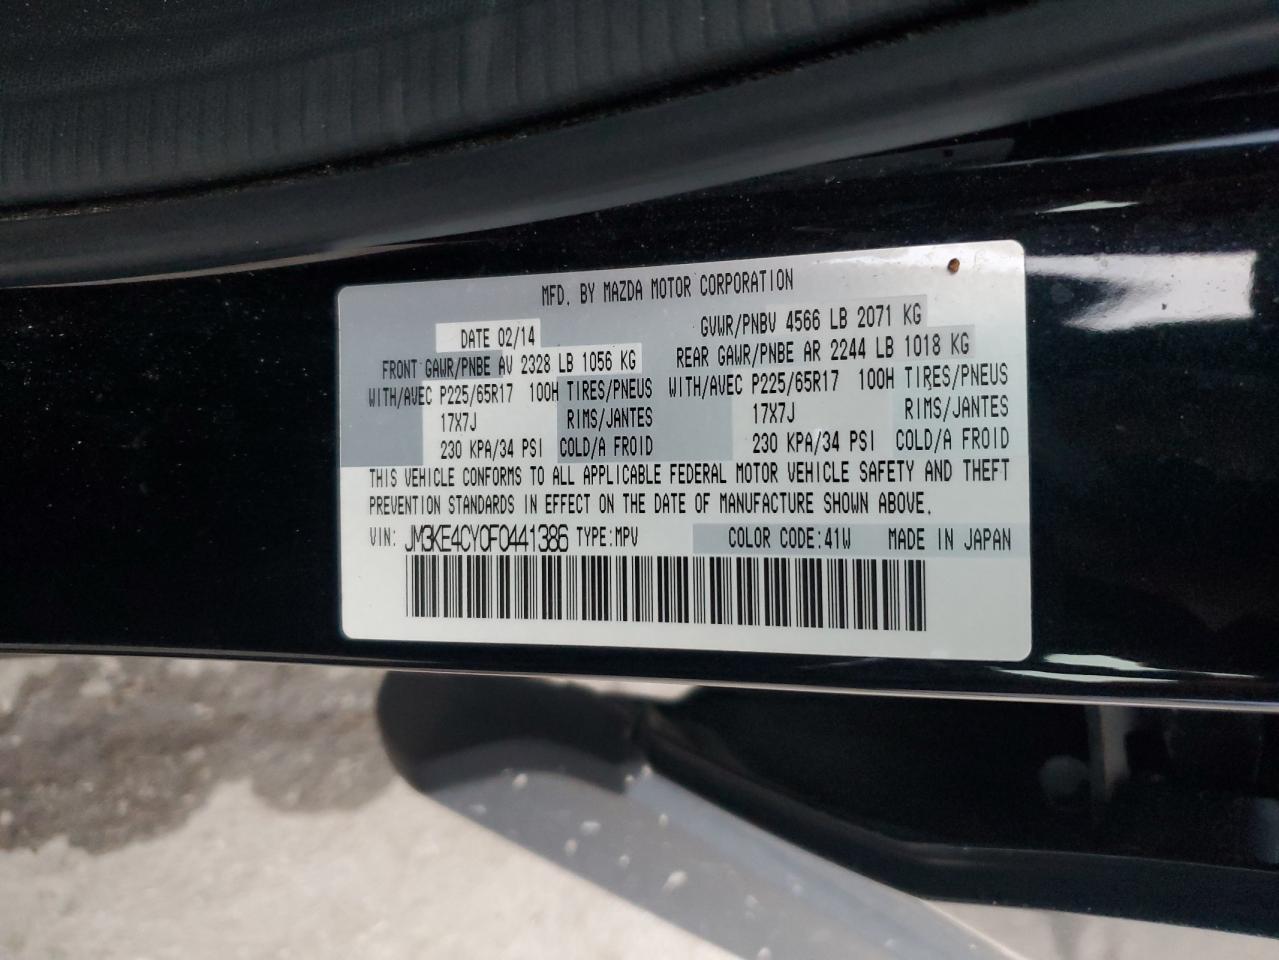 MFD. BY MAZDA MOTOR CORPORATION
DATE 02/14 GVWR/PNBV 4566 LB 2071 KG
FRONT GAWR/PNBE AV 2328 LB 1056 KG REAR GAWR/PNBE AR 2244 LB 1018 KG
WITH/AVEC P225/65R17 100H TIRES/PNEUS WITH/AVEC P225/65R17 100H TIRES/PNEUS
17X7J RIMS/JANTES 17X7J RIMS/JANTES
230 KPA/34 PSI COLD/A FROID 230 KPA/34 PSI COLD/A FROID
THIS VEHICLE CONFORMS TO ALL APPLICABLE FEDERAL MOTOR VEHICLE SAFETY AND THEFT
PREVENTION STANDARDS IN EFFECT ON THE DATE OF MANUFACTURE SHOWN ABOVE.
VIN: JM3KE4CY0F0441386 TYPE:MPV COLOR CODE:41W MADE IN JAPAN